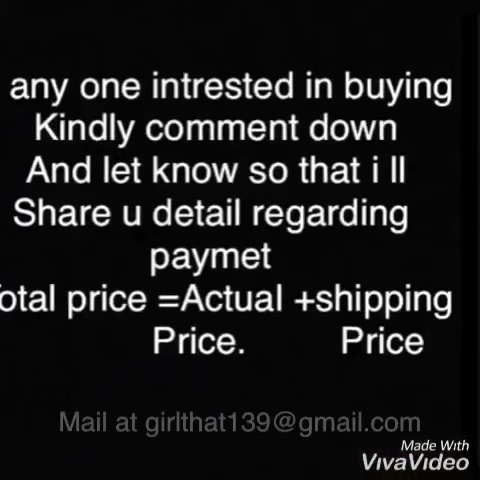 any one intrested in buying
Kindly comment down
And let know so that i ll
Share u detail regarding
paymet
otal price =Actual +shipping
Price. Price
Mail at girlthat139@gmail.com
Made With
VivaVideo